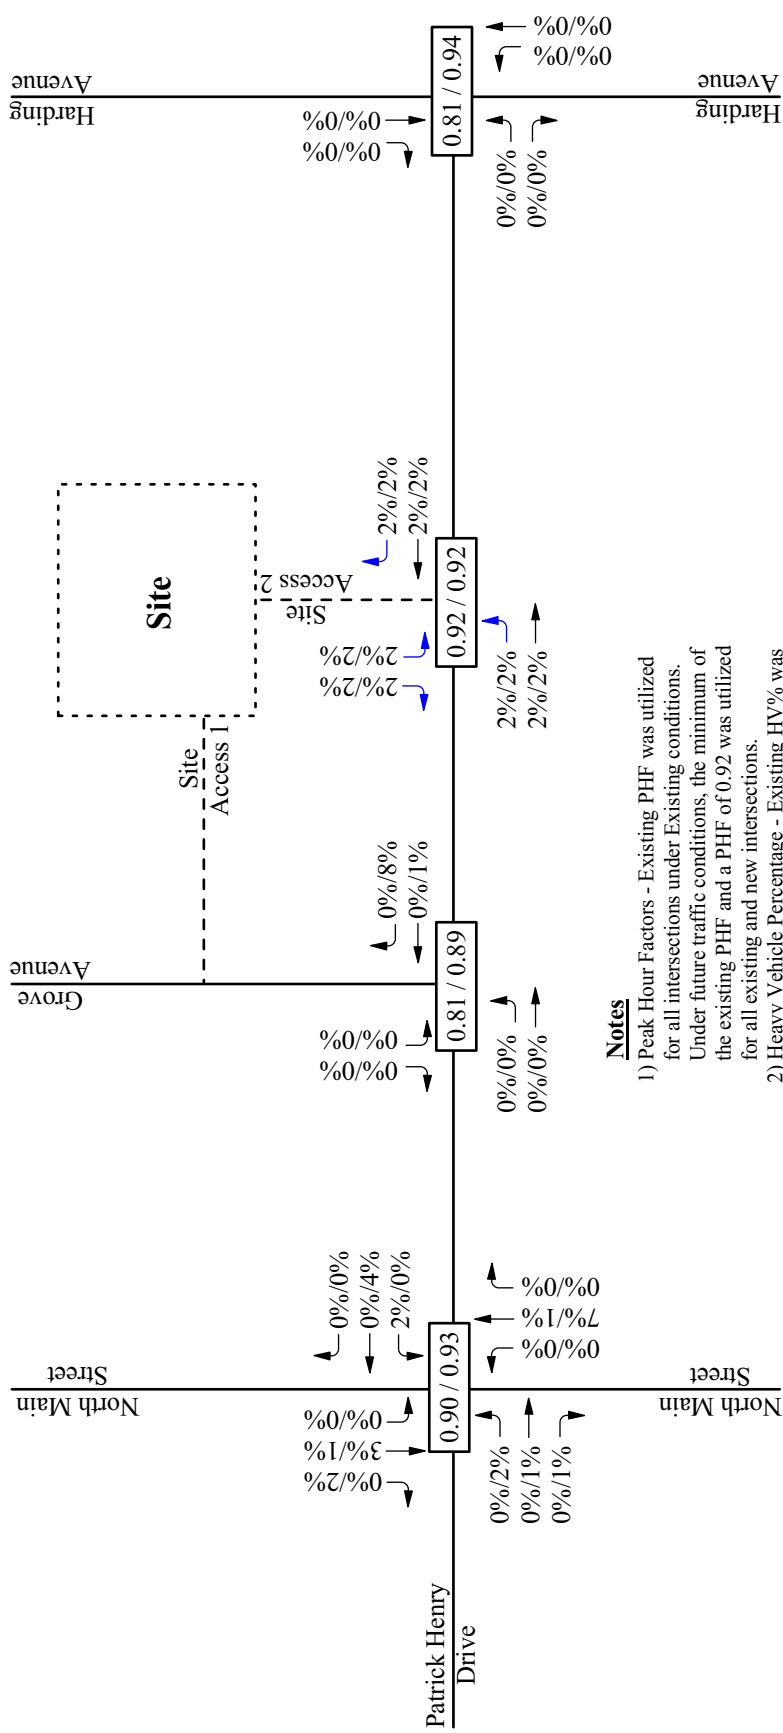 North Main
Street
0%/2%
3%/1%
0%/0%
0%/0%
0%/4%
2%/0%
Patrick Henry
Drive
0.90 / 0.93
0%/2%
0%/1%
0%/1%
0%/0%
7%/1%
0%/0%
North Main
Street
Grove
Avenue
0%/0%
0%/0%
0%/8%
0%/1%
0.81 / 0.89
0%/0%
0%/0%
Site
Access 1
Site
Site
Access 2
2%/2%
2%/2%
2%/2%
2%/2%
0.92 / 0.92
2%/2%
2%/2%
Harding
Avenue
0%/0%
0%/0%
0.81 / 0.94
0%/0%
0%/0%
0%/0%
0%/0%
Harding
Avenue
Notes
1) Peak Hour Factors - Existing PHF was utilized
for all intersections under Existing conditions.
Under future traffic conditions, the minimum of
the existing PHF and a PHF of 0.92 was utilized
for all existing and new intersections.
2) Heavy Vehicle Percentage - Existing HV% was